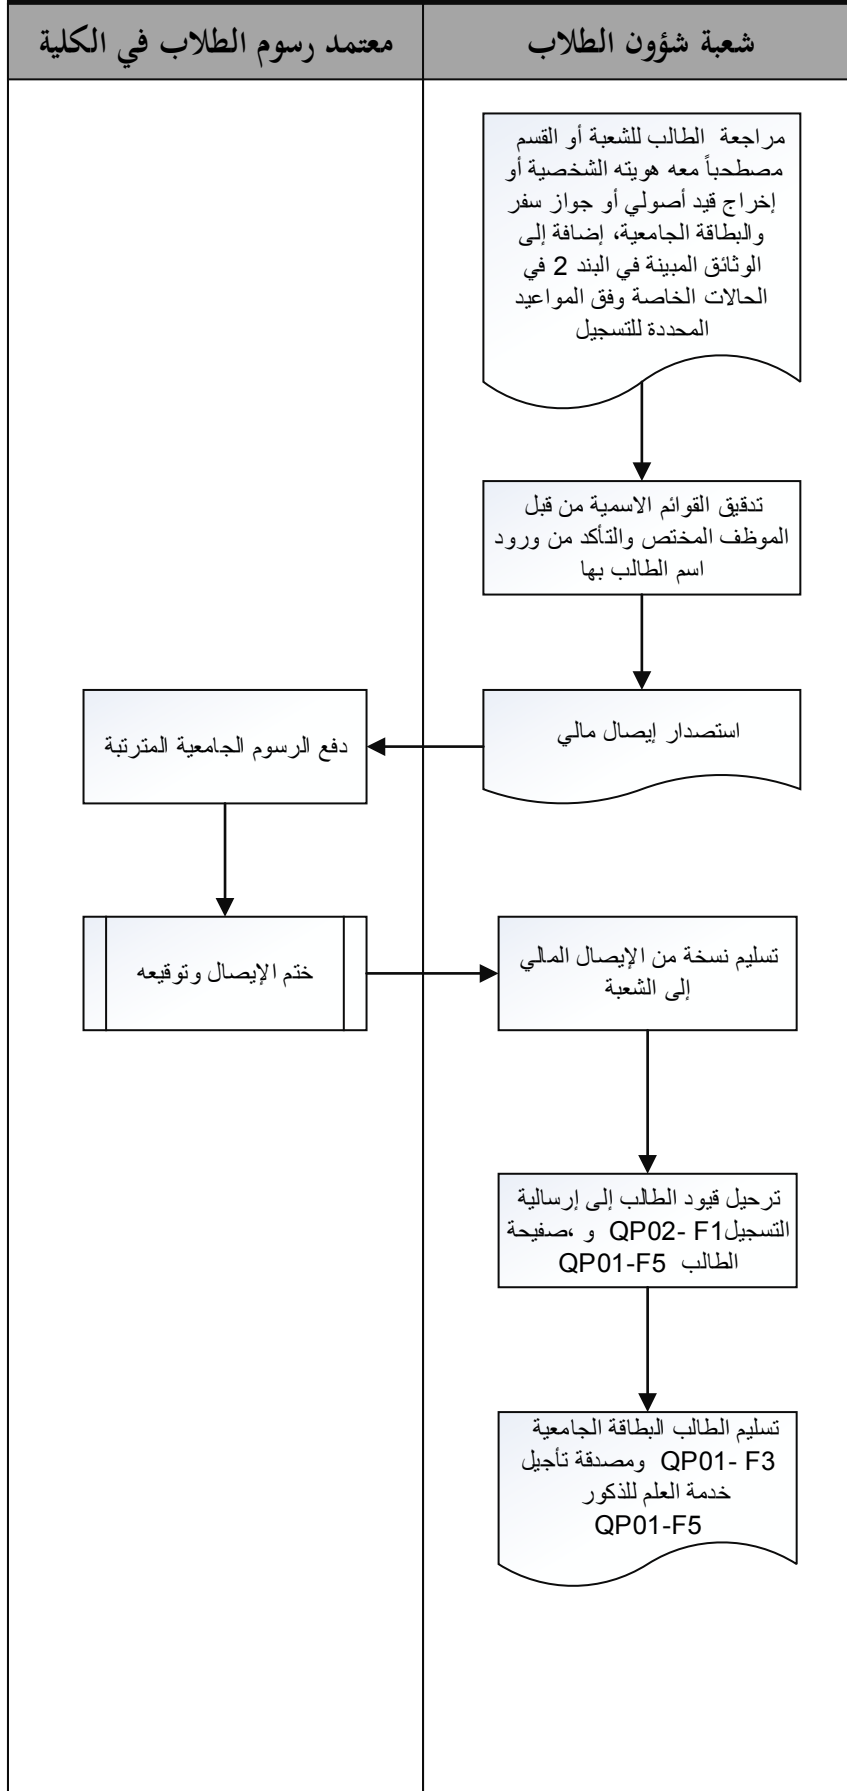 شعبة شؤون الطلاب
معتمد رسوم الطلاب في الكلية
مراجعة الطالب للشعبة أو القسم
مصطحباً معه هويته الشخصية أو
إخراج قيد أصولي أو جواز سفر
والبطاقة الجامعية، إضافة إلى
الوثائق المبينة في البند 2 في
الحالات الخاصة وفق المواعيد
المحددة للتسجيل
تدقيق القوائم الاسمية من قبل
الموظف المختص والتأكد من ورود
اسم الطالب بها
استصدار إيصال مالي
دفع الرسوم الجامعية المترتبة
ختم الإيصال وتوقيعه
تسليم نسخة من الإيصال المالي
إلى الشعبة
ترحيل قيود الطالب إلى إرسالية
التسجيل QP02- F1 و ،صفيحة
الطالب QP01-F5
تسليم الطالب البطاقة الجامعية
QP01- F3 ومصدقة تأجيل
خدمة العلم للذكور
QP01-F5